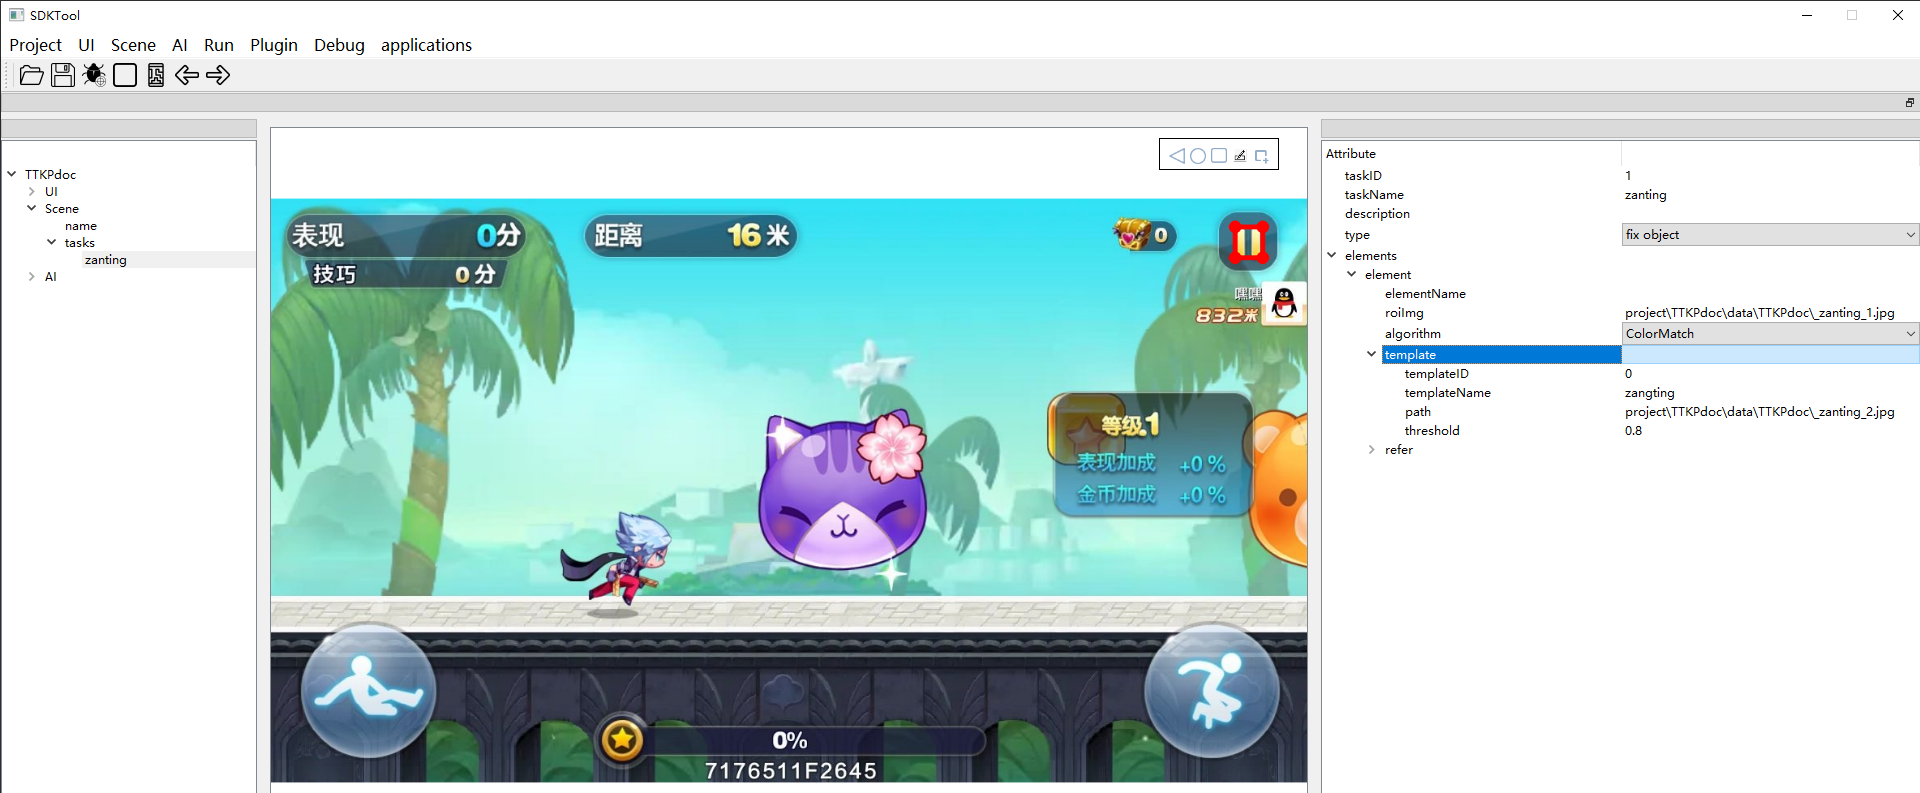 SDKTool
Project UI Scene AI Run Plugin Debug applications
TTKPdoc
UI
Scene
name
tasks
zanting
AI
表现 0分
技巧 0分
距离 16米
0
嘿嘿
832米
等级.1
表现加成 +0%
金币加成 +0%
0%
7176511F2645
Attribute
taskID 1
taskName zanting
description
type fix object
elements
element
elementName
roiImg project\TTKPdoc\data\TTKPdoc\_zanting_1.jpg
algorithm ColorMatch
template
templateID 0
templateName zangting
path project\TTKPdoc\data\TTKPdoc\_zanting_2.jpg
threshold 0.8
refer